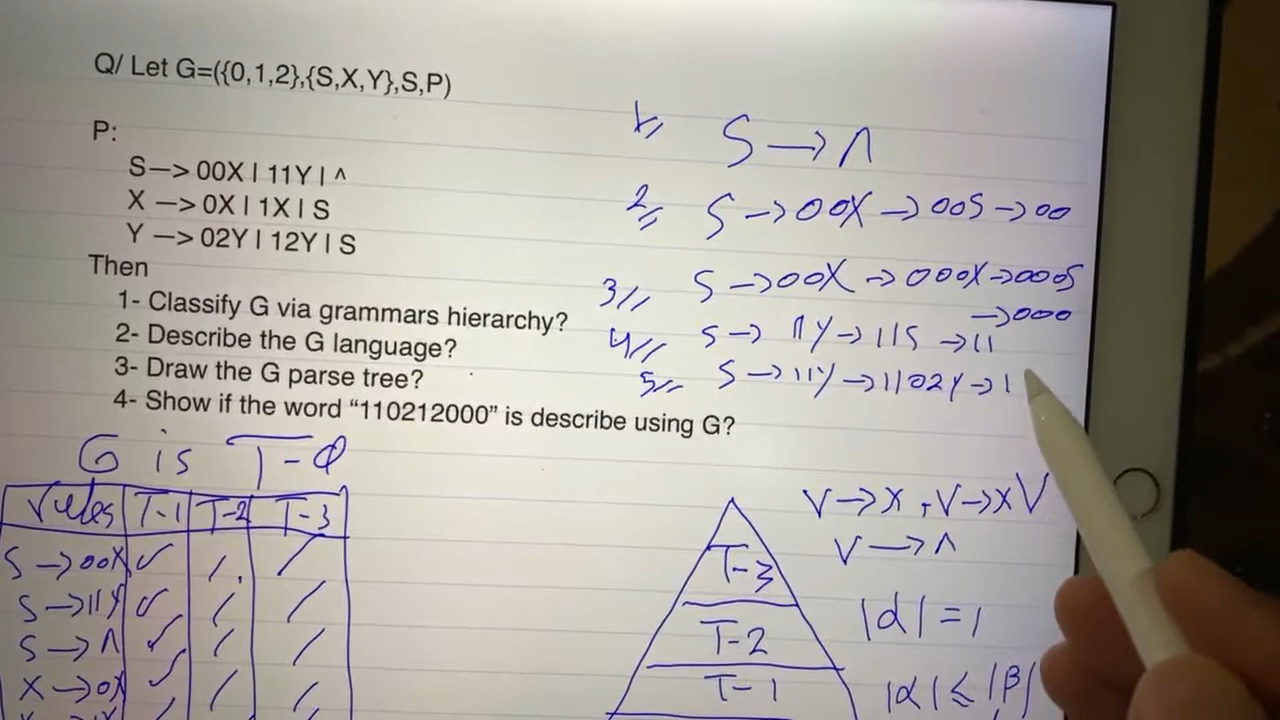 Q/ Let G=({0,1,2},{S,X,Y},S,P)
P:
S—> 00X | 11Y | ^
X —> 0X | 1X | S
Y —> 02Y | 12Y | S
Then
1- Classify G via grammars hierarchy?
2- Describe the G language?
3- Draw the G parse tree?
4- Show if the word “110212000” is describe using G?
1// S → Λ
2// S → 00X → 00S → 00
3// S → 00X → 000X → 000S
→ 000
4// S → 11Y → 11S → 11
5// S → 11Y → 1102Y → 1
G is T-0
rules T-1 T-2 T-3
S → 00X ✓ / /
S → 11Y ✓ / /
S → Λ ✓ / /
X → 0X ✓ / /
V → X , V → XV
V → Λ
T-3
|α| = 1
T-2
|α| ≤ |β|
T-1